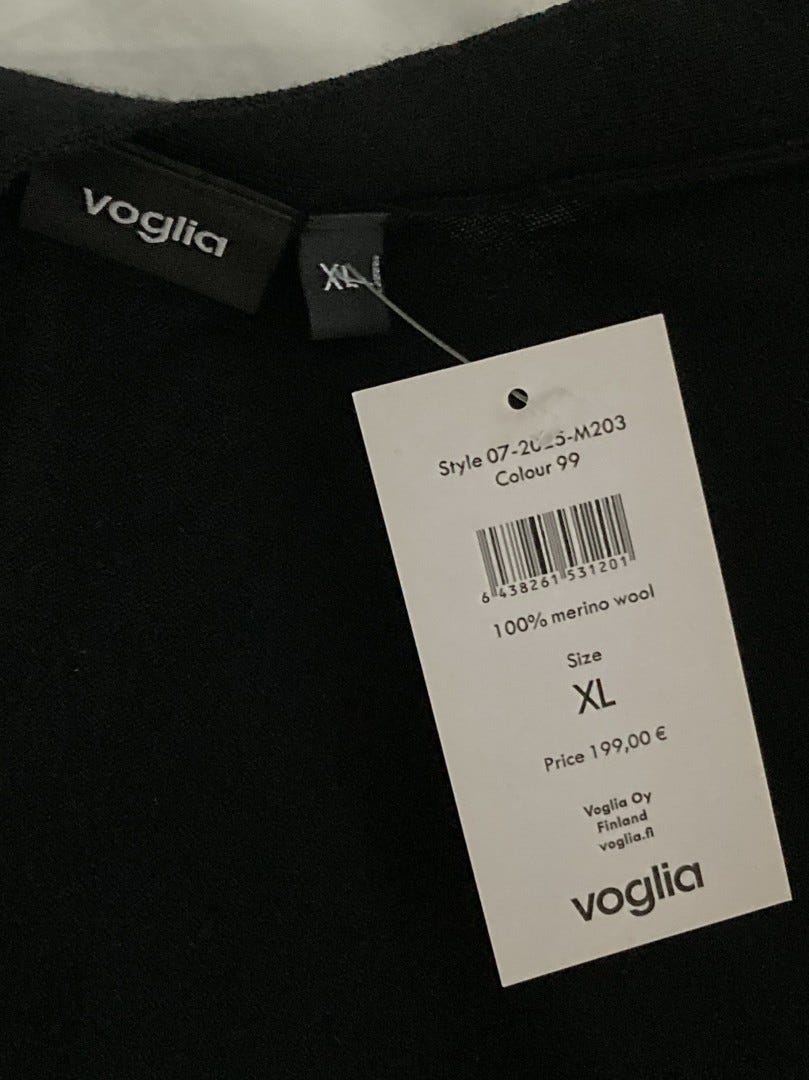 voglia
XL
Style
Colour 99
6 438261 531201
100% merino wool
Size
XL
Price 199,00 €
Voglia Oy
Finland
voglia.fi
voglia